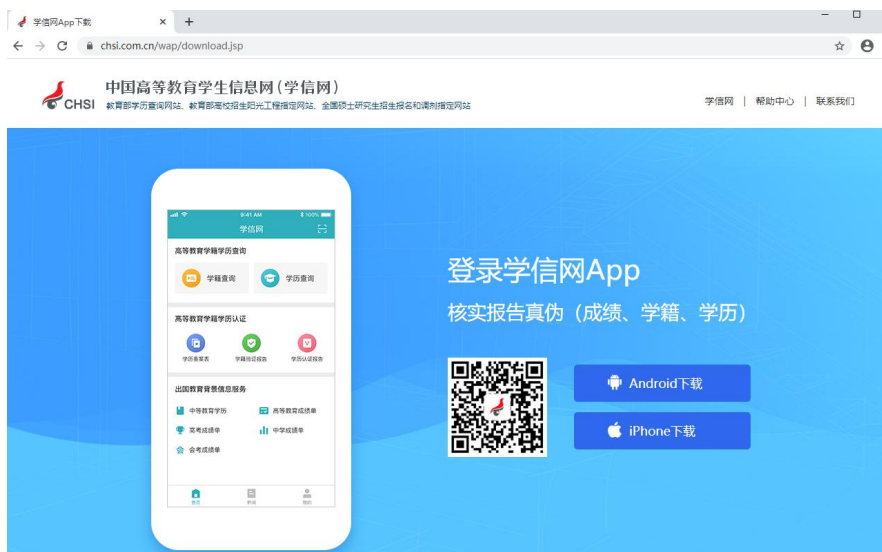 学信网App下载
chsi.com.cn/wap/download.jsp
CHSI
中国高等教育学生信息网(学信网)
教育部学历查询网站、教育部高校招生阳光工程指定网站、全国硕士研究生招生报名和调剂指定网站
学信网 | 帮助中心 | 联系我们
9:41 AM 100%
学信网
高等教育学籍学历查询
学籍查询 学历查询
高等教育学籍学历认证
学历备案表 学籍验证报告 学历认证报告
出国教育背景信息服务
中等教育学历 高等教育成绩单
高考成绩单 中学成绩单
会考成绩单
首页 我的
登录学信网App
核实报告真伪（成绩、学籍、学历）
Android下载
iPhone下载